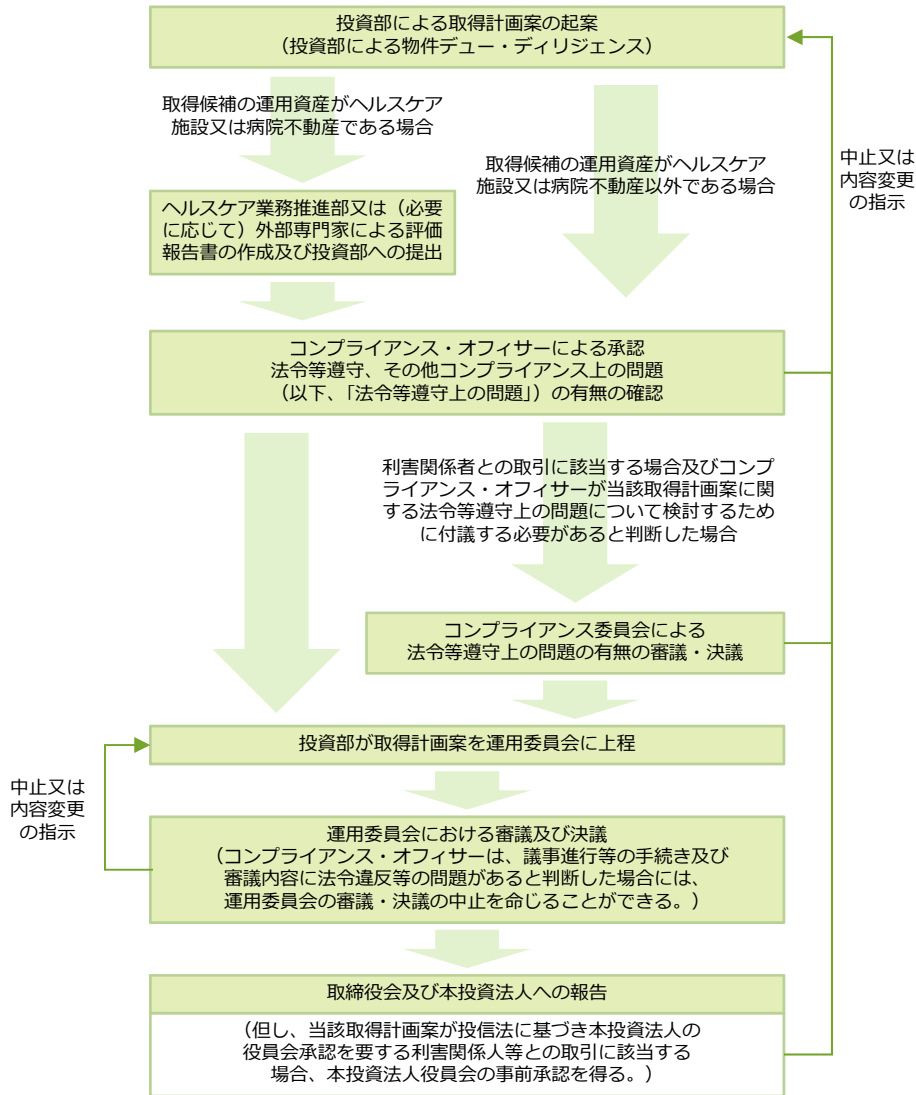 投資部による取得計画案の起案
（投資部による物件デュー・ディリジェンス）
取得候補の運用資産がヘルスケア
施設又は病院不動産である場合
取得候補の運用資産がヘルスケア
施設又は病院不動産以外である場合
中止又は
内容変更
の指示
ヘルスケア業務推進部又は（必要
に応じて）外部専門家による評価
報告書の作成及び投資部への提出
コンプライアンス・オフィサーによる承認
法令等遵守、その他コンプライアンス上の問題
（以下、「法令等遵守上の問題」）の有無の確認
利害関係者との取引に該当する場合及びコンプ
ライアンス・オフィサーが当該取得計画案に関
する法令等遵守上の問題について検討するため
に付議する必要があると判断した場合
コンプライアンス委員会による
法令等遵守上の問題の有無の審議・決議
投資部が取得計画案を運用委員会に上程
中止又は
内容変更
の指示
運用委員会における審議及び決議
（コンプライアンス・オフィサーは、議事進行等の手続き及び
審議内容に法令違反等の問題があると判断した場合には、
運用委員会の審議・決議の中止を命じることができる。）
取締役会及び本投資法人への報告
（但し、当該取得計画案が投信法に基づき本投資法人の
役員会承認を要する利害関係人等との取引に該当する
場合、本投資法人役員会の事前承認を得る。）